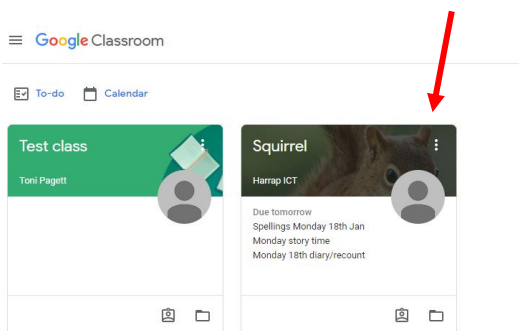 Google Classroom
To-do Calendar
Test class
Toni Pagett
Squirrel
Harrap ICT
Due tomorrow
Spellings Monday 18th Jan
Monday story time
Monday 18th diary/recount